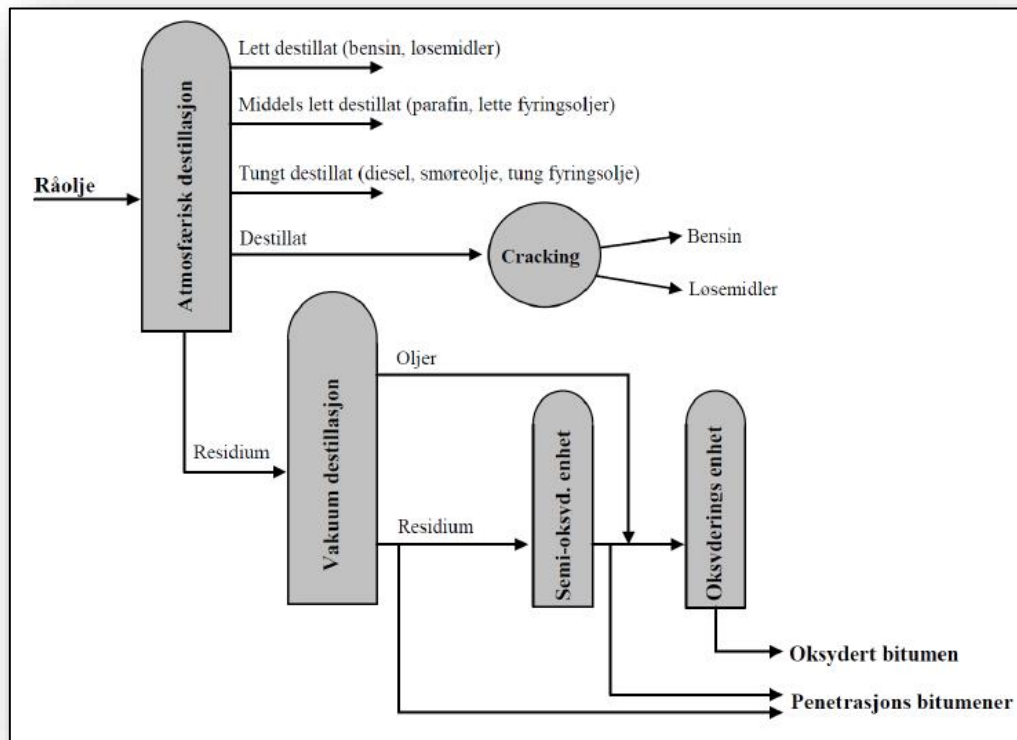 Lett destillat (bensin, løsemidler)
Middels lett destillat (parafin, lette fyringsoljer)
Tungt destillat (diesel, smøreolje, tung fyringsolje)
Råolje
Atmosfærisk destillasjon
Destillat
Cracking
Bensin
Løsemidler
Oljer
Residium
Vakuum destillasjon
Residium
Semi-oksyd. enhet
Oksyderings enhet
Oksydert bitumen
Penetrasjons bitumener